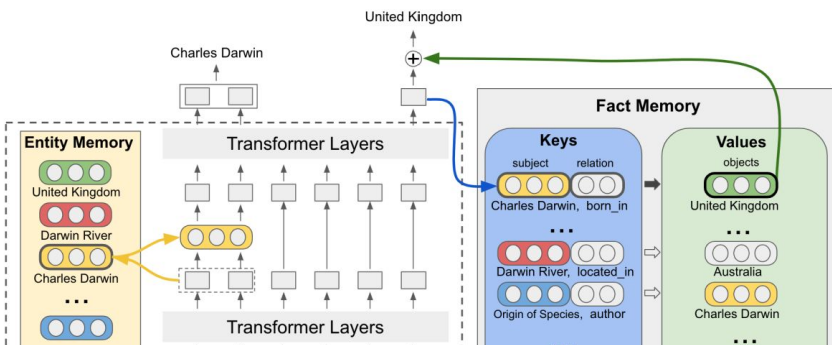 United Kingdom
Charles Darwin
Entity Memory
United Kingdom
Darwin River
Charles Darwin
...
Transformer Layers
Transformer Layers
Fact Memory
Keys
subject relation
Charles Darwin, born_in
...
Darwin River, located_in
Origin of Species, author
Values
objects
United Kingdom
...
Australia
Charles Darwin
...